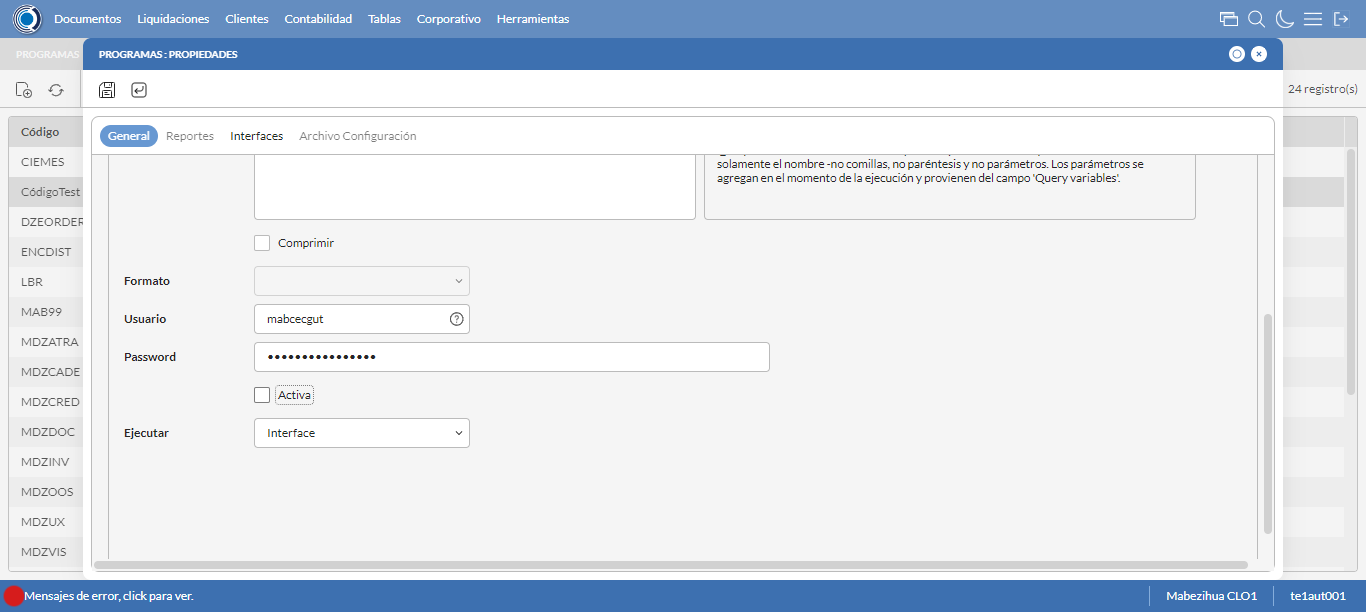 Documentos Liquidaciones Clientes Contabilidad Tablas Corporativo Herramientas
PROGRAMAS
PROGRAMAS : PROPIEDADES
24 registro(s)
General Reportes Interfaces Archivo Configuración
Código
CIEMES
CódigoTest
DZEORDER
ENCDIST
LBR
MAB99
MDZATRA
MDZCADE
MDZCRED
MDZDOC
MDZINV
MDZOOS
MDZUX
MDZVIS
solamente el nombre -no comillas, no paréntesis y no parámetros. Los parámetros se
agregan en el momento de la ejecución y provienen del campo 'Query variables'.
Comprimir
Formato
Usuario mabcecgut
Password ••••••••••••••••
Activa
Ejecutar Interface
Mensajes de error, click para ver. Mabezihua CLO1 te1aut001